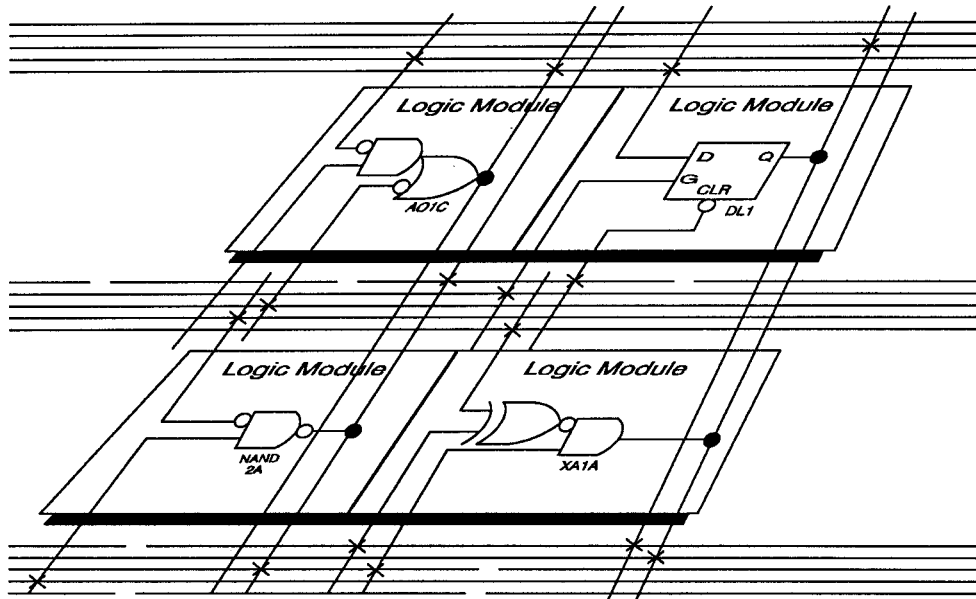 Logic Module
Logic Module
D Q
G
CLR
AO1C
DL1
Logic Module
Logic Module
NAND
2A
XA1A